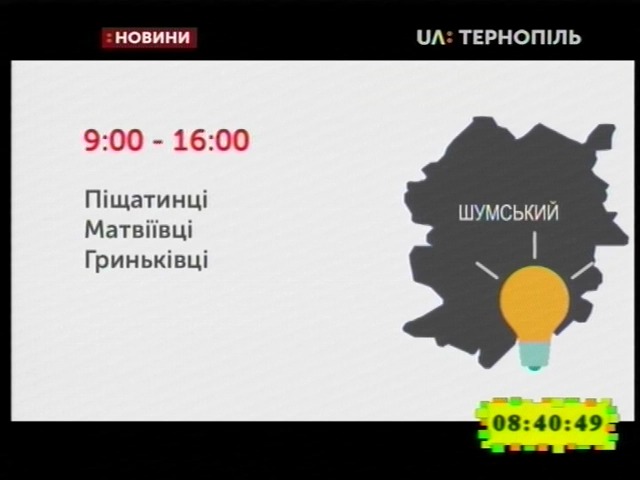 :НОВИНИ
UA: ТЕРНОПІЛЬ
9:00 - 16:00
Піщатинці
Матвіївці
Гриньківці
ШУМСЬКИЙ
08:40:49